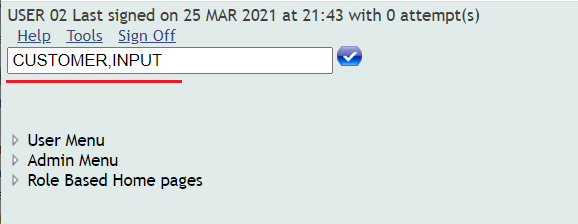 USER 02 Last signed on 25 MAR 2021 at 21:43 with 0 attempt(s)
Help Tools Sign Off
CUSTOMER,INPUT
User Menu
Admin Menu
Role Based Home pages